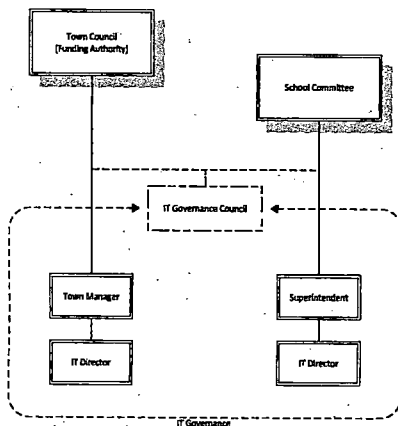 Town Council
[Funding Authority]
School Committee
IT Governance Council
Town Manager
Superintendent
IT Director
IT Director
IT Governance